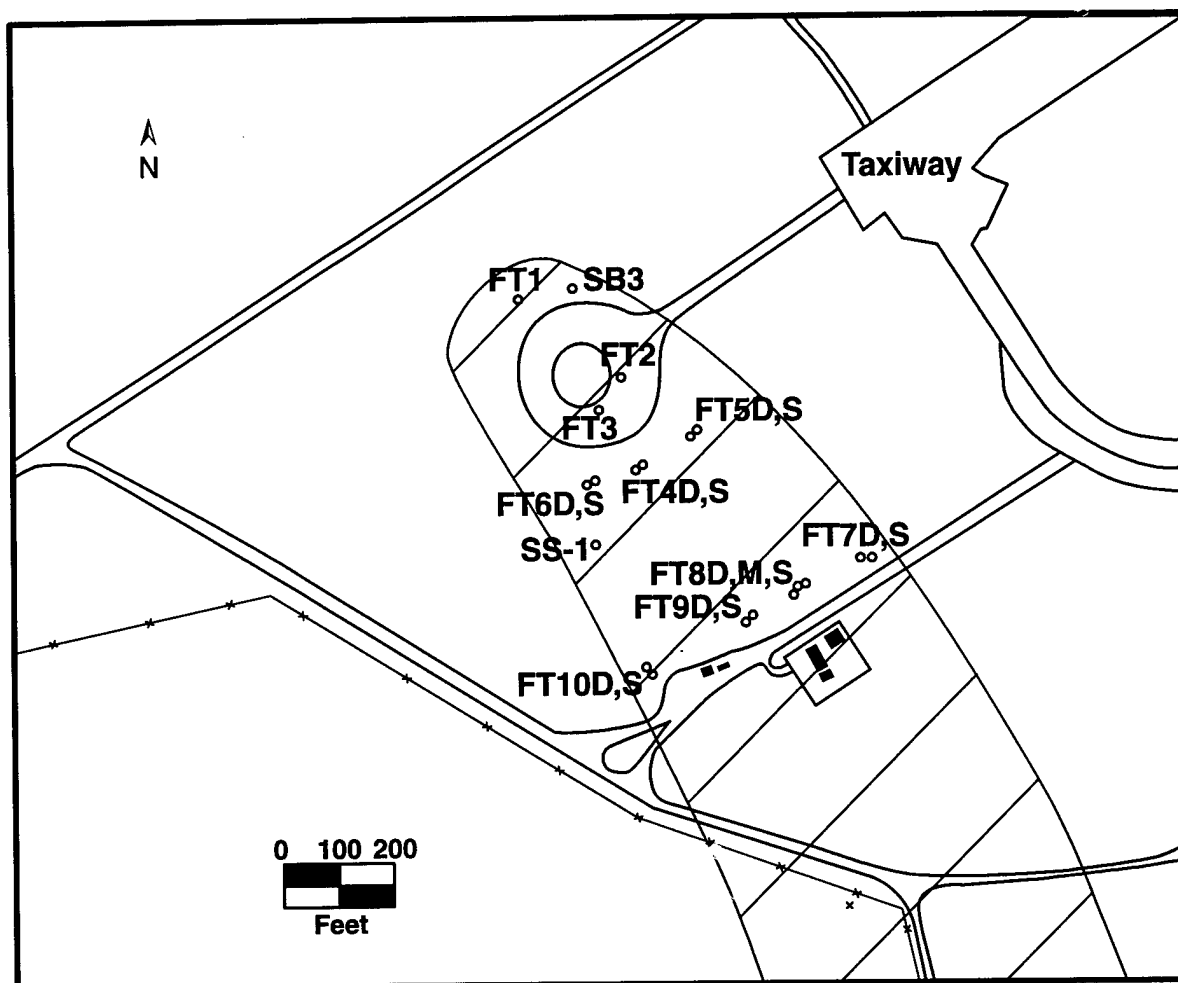 N
Taxiway
FT1
SB3
FT2
FT3
FT5D,S
FT4D,S
FT6D,S
SS-1
FT7D,S
FT8D,M,S
FT9D,S
FT10D,S
0 100 200
Feet